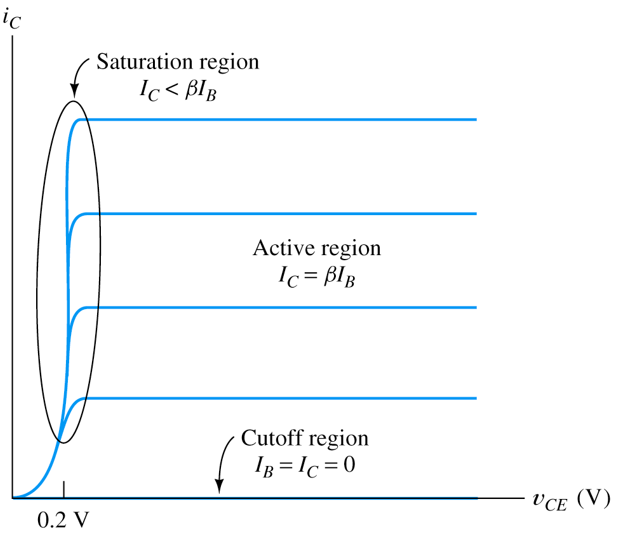 i_C
Saturation region
I_C < βI_B
Active region
I_C = βI_B
Cutoff region
I_B = I_C = 0
v_CE (V)
0.2 V